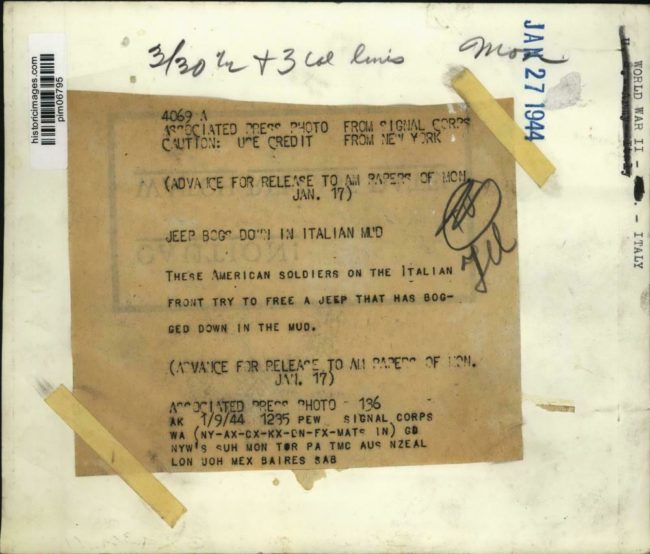 3/30 + 3 Col lines Mon
JAN 27 1944
WORLD WAR II - ITALY
historicimages.com
pim06795
4069 A
ASSOCIATED PRESS PHOTO FROM SIGNAL CORPS
CAUTION: USE CREDIT FROM NEW YORK
(ADVANCE FOR RELEASE TO AM PAPERS OF MON.
JAN. 17)
JEEP BOGS DOWN IN ITALIAN MUD
THESE AMERICAN SOLDIERS ON THE ITALIAN
FRONT TRY TO FREE A JEEP THAT HAS BOG-
GED DOWN IN THE MUD.
(ADVANCE FOR RELEASE TO AM PAPERS OF MON.
JAN. 17)
ASSOCIATED PRESS PHOTO 136
AK 1/9/44 1235 PEW SIGNAL CORPS
WA (NY-AX-CX-KX-DN-FX-MATS IN) GD
NYW'S SUH MON TOR PA TMC AUS NZEAL
LON UOH MEX BAIRES SAB